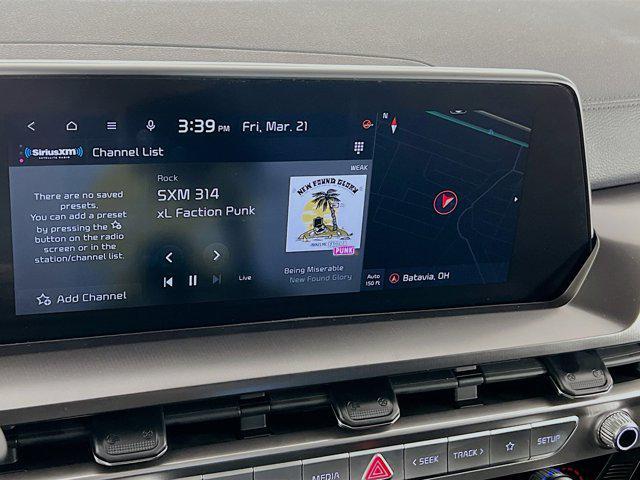 3:39 PM Fri, Mar. 21
SiriusXM
SATELLITE RADIO
Channel List
There are no saved
presets.
You can add a preset
by pressing the
button on the radio
screen or in the
station/channel list.
Add Channel
Rock
SXM 314
xL Faction Punk
Live
WEAK
NEW FOUND GLORY
PUNK
Being Miserable
New Found Glory
N
Auto
150 ft
Batavia, OH
MEDIA
< SEEK
TRACK >
SETUP